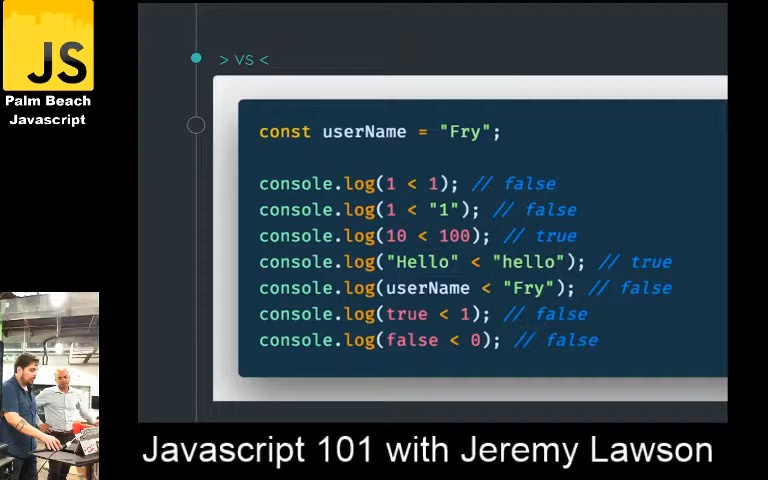 JS
Palm Beach
Javascript
> VS <
const userName = "Fry";
console.log(1 < 1); // false
console.log(1 < "1"); // false
console.log(10 < 100); // true
console.log("Hello" < "hello"); // true
console.log(userName < "Fry"); // false
console.log(true < 1); // false
console.log(false < 0); // false
Javascript 101 with Jeremy Lawson